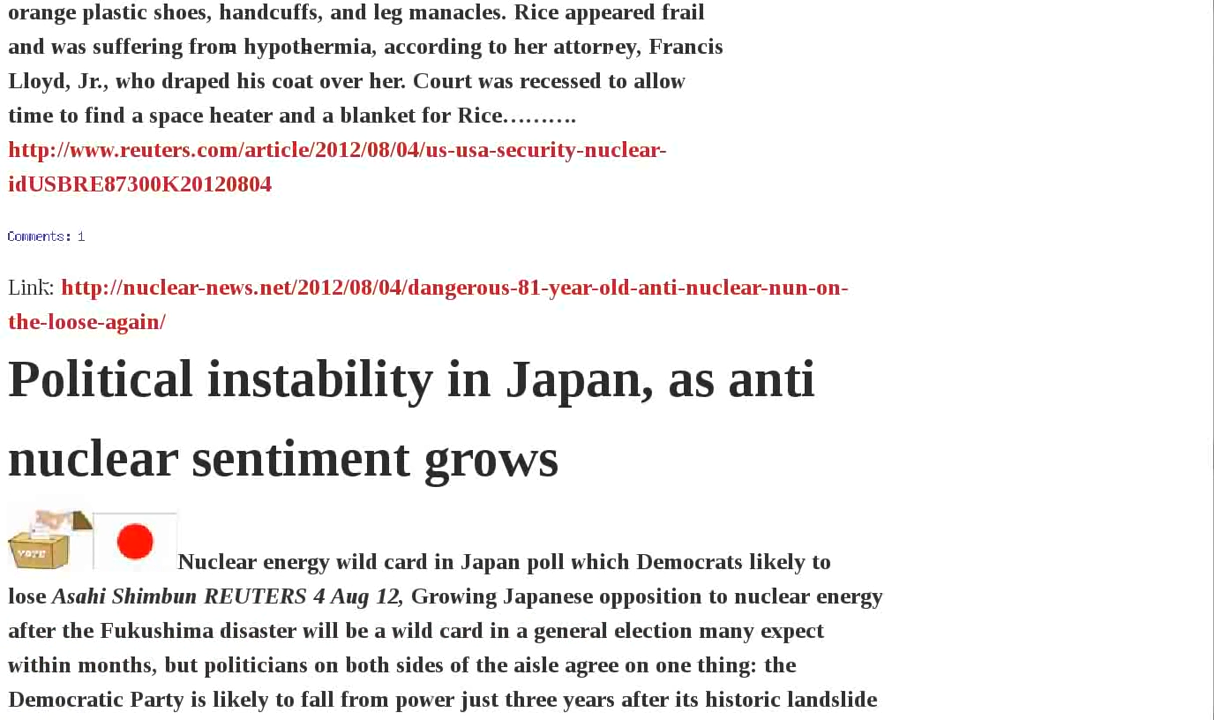 orange plastic shoes, handcuffs, and leg manacles. Rice appeared frail
and was suffering from hypothermia, according to her attorney, Francis
Lloyd, Jr., who draped his coat over her. Court was recessed to allow
time to find a space heater and a blanket for Rice……….
http://www.reuters.com/article/2012/08/04/us-usa-security-nuclear-
idUSBRE87300K20120804
Comments: 1
Link: http://nuclear-news.net/2012/08/04/dangerous-81-year-old-anti-nuclear-nun-on-
the-loose-again/
Political instability in Japan, as anti
nuclear sentiment grows
VOTE
Nuclear energy wild card in Japan poll which Democrats likely to
lose Asahi Shimbun REUTERS 4 Aug 12, Growing Japanese opposition to nuclear energy
after the Fukushima disaster will be a wild card in a general election many expect
within months, but politicians on both sides of the aisle agree on one thing: the
Democratic Party is likely to fall from power just three years after its historic landslide